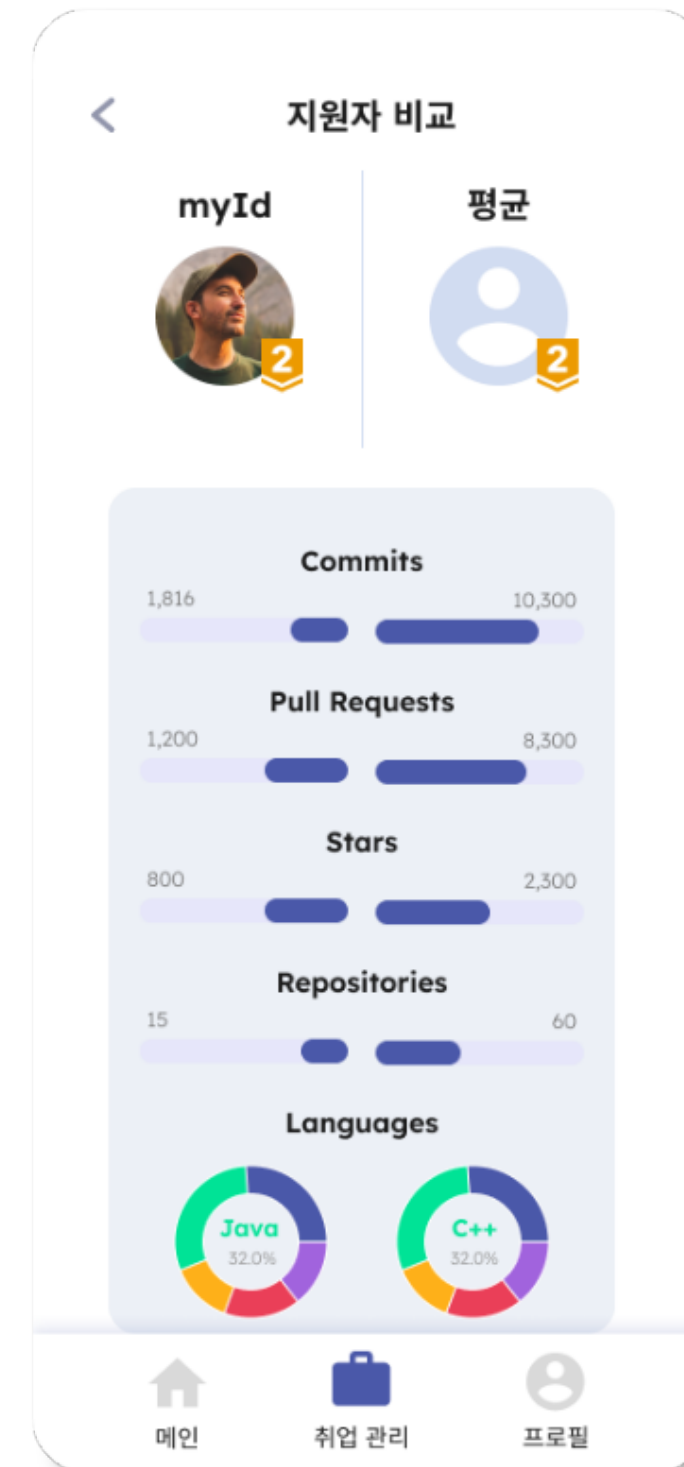 지원자 비교
myId
평균
2
2
Commits
1,816
10,300
Pull Requests
1,200
8,300
Stars
800
2,300
Repositories
15
60
Languages
Java
32.0%
C++
32.0%
메인
취업 관리
프로필